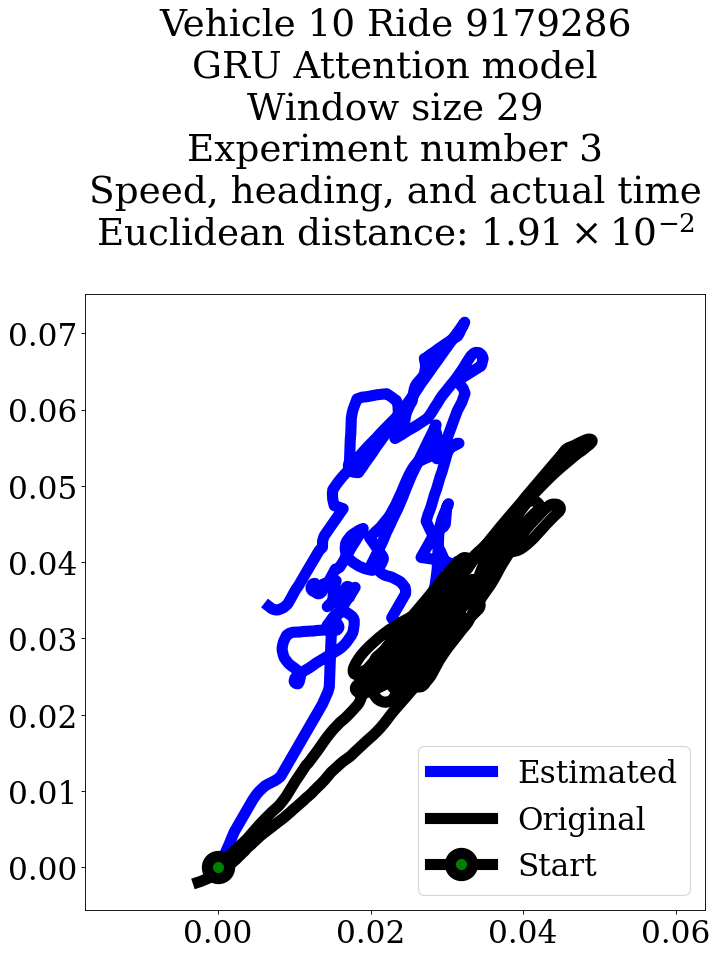 Vehicle 10 Ride 9179286
GRU Attention model
Window size 29
Experiment number 3
Speed, heading, and actual time
Euclidean distance: 1.91 × 10⁻²
0.07
0.06
0.05
0.04
0.03
0.02
0.01
0.00
Estimated
Original
Start
0.00 0.02 0.04 0.06